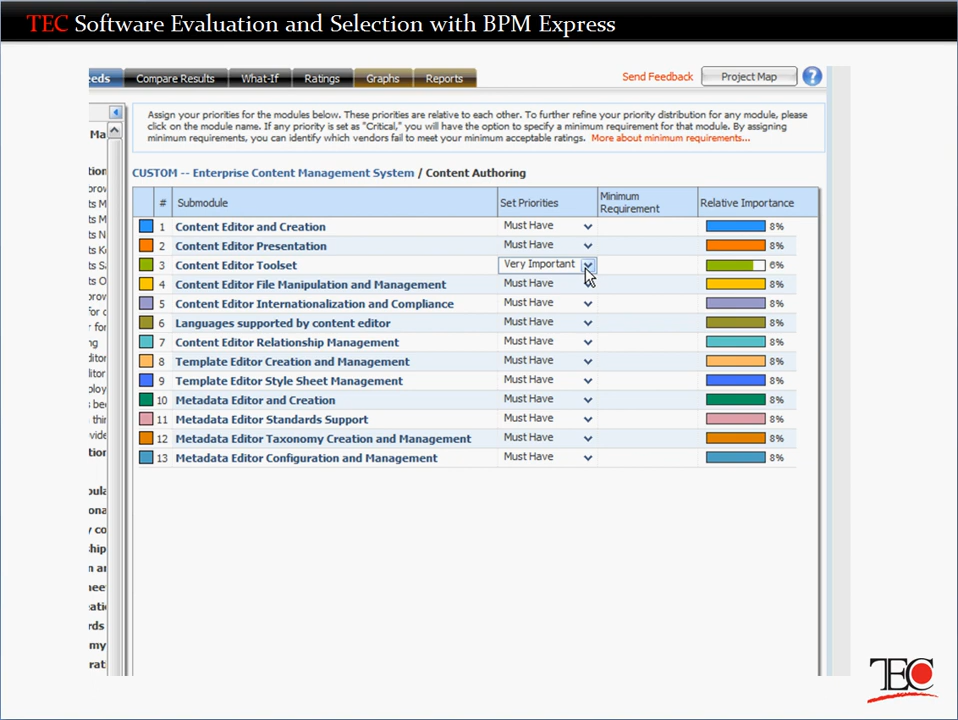 TEC Software Evaluation and Selection with BPM Express
eeds Compare Results What-If Ratings Graphs Reports Send Feedback Project Map ?
Assign your priorities for the modules below. These priorities are relative to each other. To further refine your priority distribution for any module, please
click on the module name. If any priority is set as "Critical," you will have the option to specify a minimum requirement for that module. By assigning
minimum requirements, you can identify which vendors fail to meet your minimum acceptable ratings. More about minimum requirements...
CUSTOM -- Enterprise Content Management System / Content Authoring
# Submodule Set Priorities Minimum Requirement Relative Importance
1 Content Editor and Creation Must Have 8%
2 Content Editor Presentation Must Have 8%
3 Content Editor Toolset Very Important 6%
4 Content Editor File Manipulation and Management Must Have 8%
5 Content Editor Internationalization and Compliance Must Have 8%
6 Languages supported by content editor Must Have 8%
7 Content Editor Relationship Management Must Have 8%
8 Template Editor Creation and Management Must Have 8%
9 Template Editor Style Sheet Management Must Have 8%
10 Metadata Editor and Creation Must Have 8%
11 Metadata Editor Standards Support Must Have 8%
12 Metadata Editor Taxonomy Creation and Management Must Have 8%
13 Metadata Editor Configuration and Management Must Have 8%
TEC